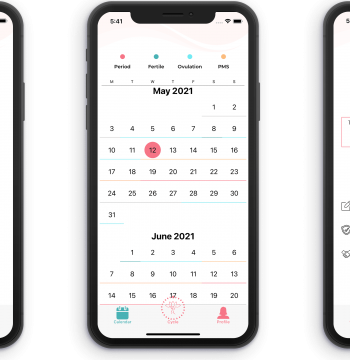 5:41
Period Fertile Ovulation PMS
M T W T F S S
May 2021
1 2
3 4 5 6 7 8 9
10 11 12 13 14 15 16
17 18 19 20 21 22 23
24 25 26 27 28 29 30
31
June 2021
1 2 3 4 5 6
7 8 9 10 11 12 13
14 15 16 17 18 19 20
Calendar Cycle Profile